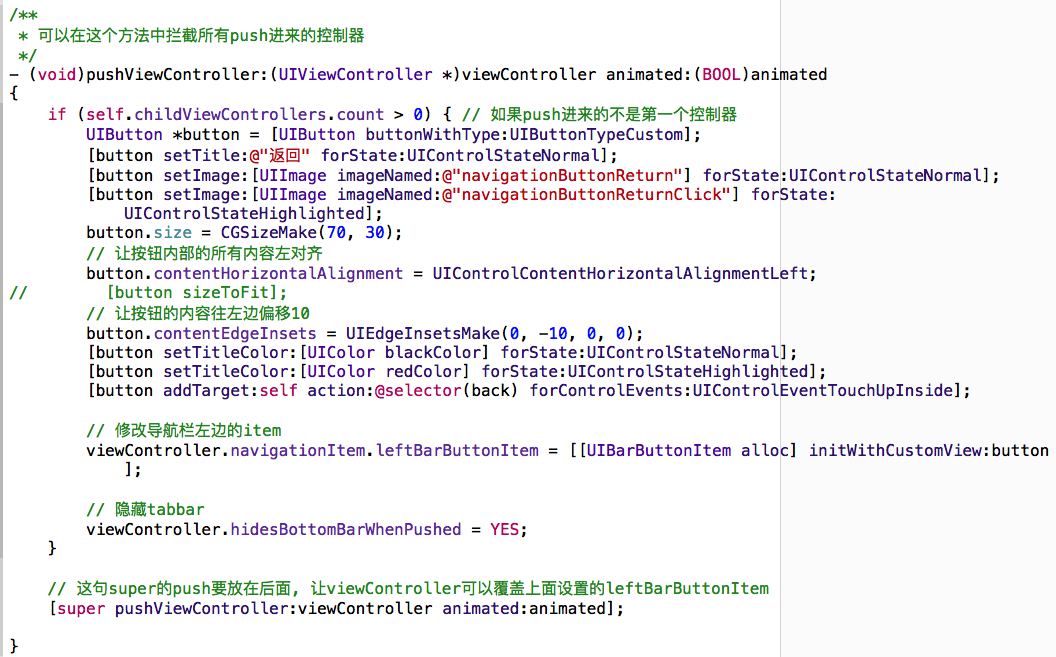 /**
 * 可以在这个方法中拦截所有push进来的控制器
 */
- (void)pushViewController:(UIViewController *)viewController animated:(BOOL)animated
{
    if (self.childViewControllers.count > 0) { // 如果push进来的不是第一个控制器
        UIButton *button = [UIButton buttonWithType:UIButtonTypeCustom];
        [button setTitle:@"返回" forState:UIControlStateNormal];
        [button setImage:[UIImage imageNamed:@"navigationButtonReturn"] forState:UIControlStateNormal];
        [button setImage:[UIImage imageNamed:@"navigationButtonReturnClick"] forState:
            UIControlStateHighlighted];
        button.size = CGSizeMake(70, 30);
        // 让按钮内部的所有内容左对齐
        button.contentHorizontalAlignment = UIControlContentHorizontalAlignmentLeft;
//        [button sizeToFit];
        // 让按钮的内容往左边偏移10
        button.contentEdgeInsets = UIEdgeInsetsMake(0, -10, 0, 0);
        [button setTitleColor:[UIColor blackColor] forState:UIControlStateNormal];
        [button setTitleColor:[UIColor redColor] forState:UIControlStateHighlighted];
        [button addTarget:self action:@selector(back) forControlEvents:UIControlEventTouchUpInside];

        // 修改导航栏左边的item
        viewController.navigationItem.leftBarButtonItem = [[UIBarButtonItem alloc] initWithCustomView:button
            ];

        // 隐藏tabbar
        viewController.hidesBottomBarWhenPushed = YES;
    }

    // 这句super的push要放在后面, 让viewController可以覆盖上面设置的leftBarButtonItem
    [super pushViewController:viewController animated:animated];

}